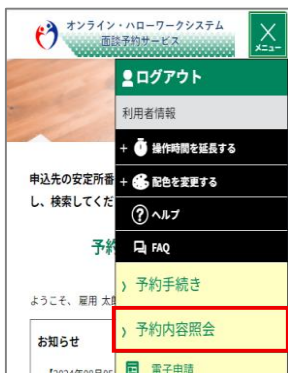 オンライン・ハローワークシステム
面談予約サービス
メニュー
ログアウト
利用者情報
+ 操作時間を延長する
+ 配色を変更する
? ヘルプ
FAQ
予約手続き
予約内容照会
電子申請
申込先の安定所番
し、検索してくだ
予約
ようこそ、雇用 太
お知らせ